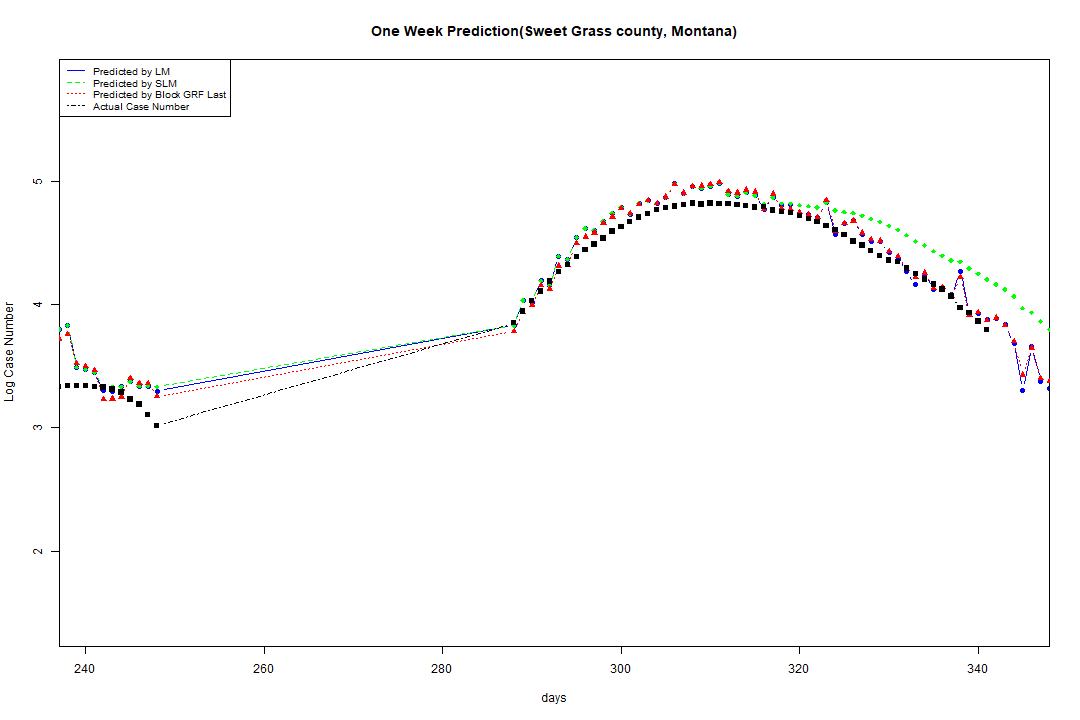 One Week Prediction(Sweet Grass county, Montana)
Predicted by LM
Predicted by SLM
Predicted by Block GRF Last
Actual Case Number
5
4
3
2
Log Case Number
240 260 280 300 320 340
days